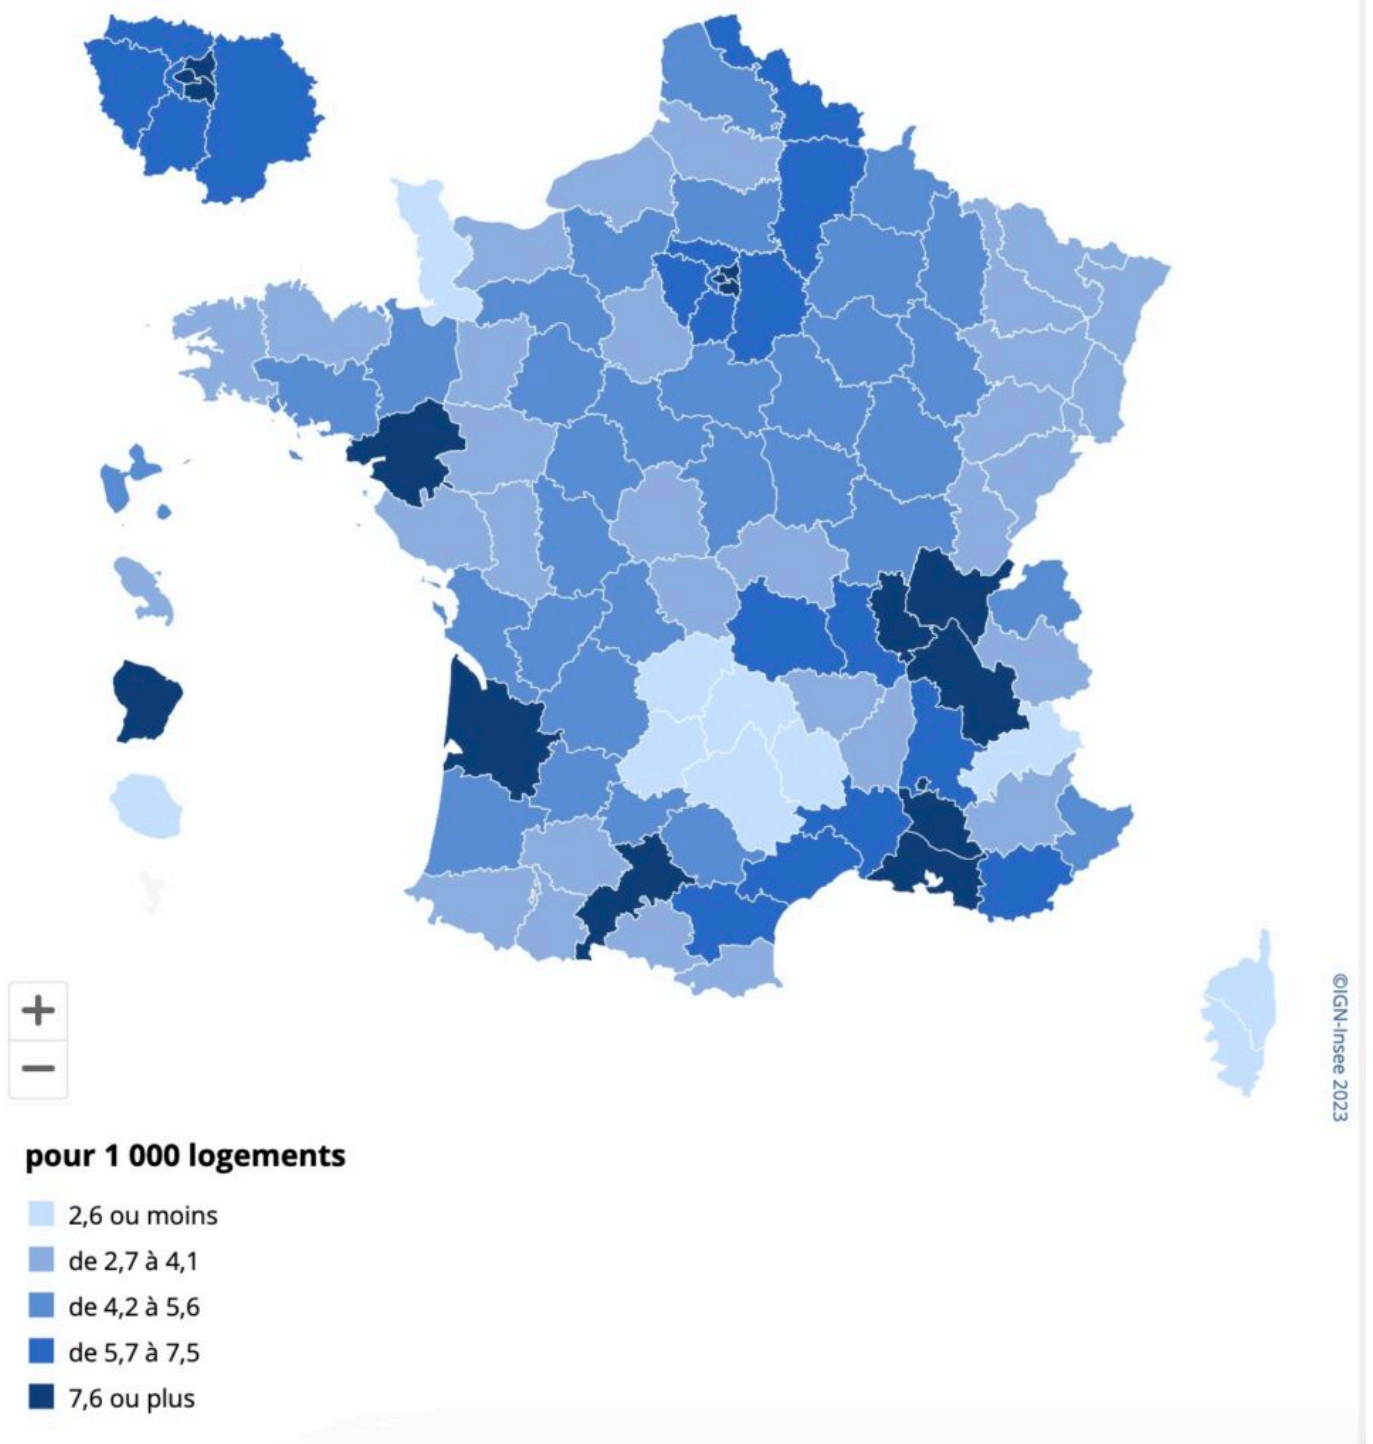 +
−
©IGN-Insee 2023
pour 1 000 logements
2,6 ou moins
de 2,7 à 4,1
de 4,2 à 5,6
de 5,7 à 7,5
7,6 ou plus